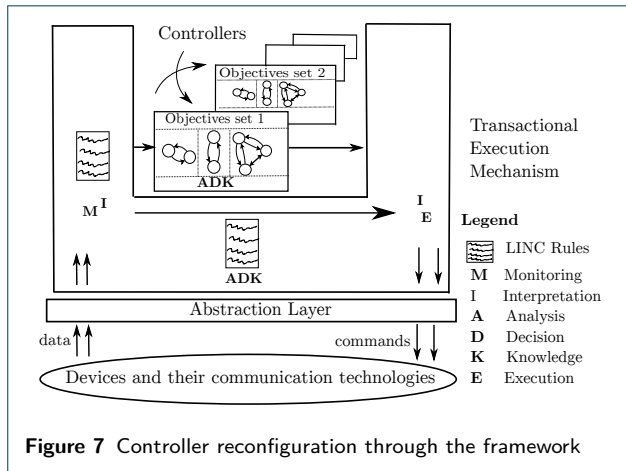 Controllers
Objectives set 2
Objectives set 1
ADK
Transactional
Execution
Mechanism
M I
I
E
ADK
Legend
LINC Rules
M Monitoring
I Interpretation
A Analysis
D Decision
K Knowledge
E Execution
Abstraction Layer
data
commands
Devices and their communication technologies
Figure 7 Controller reconfiguration through the framework